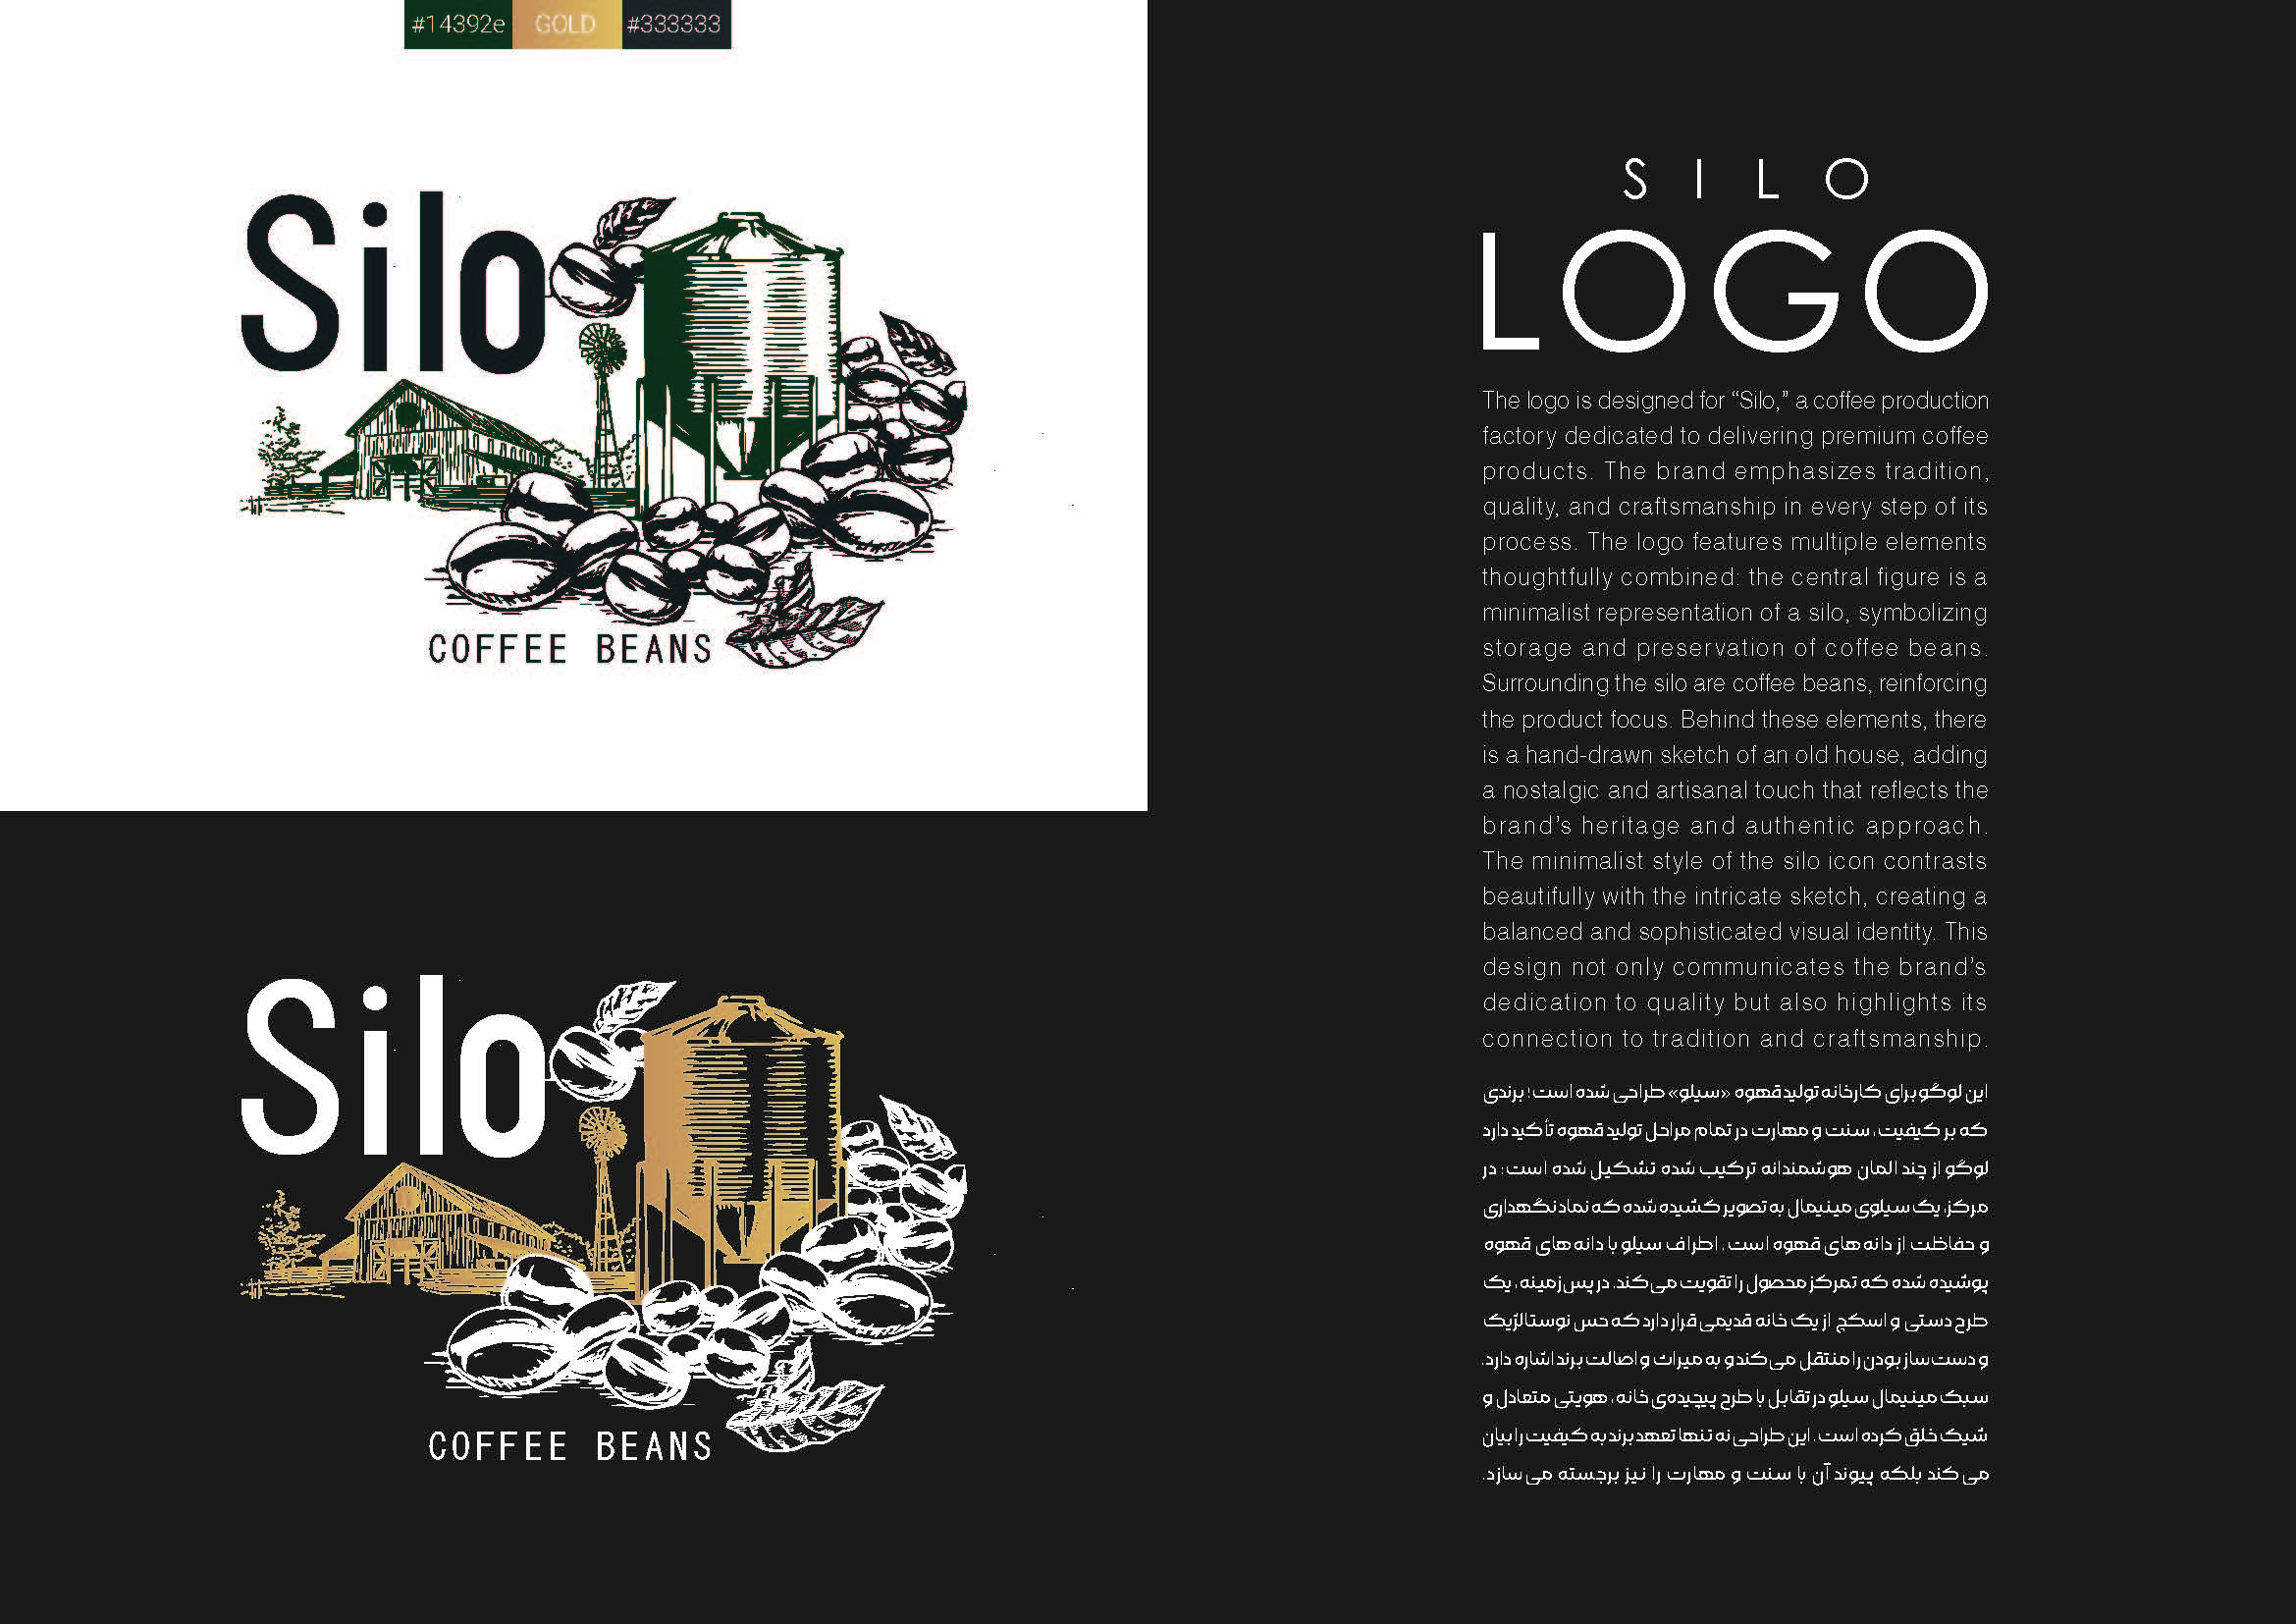 #14392e GOLD #333333
Silo
COFFEE BEANS
Silo
COFFEE BEANS
SILO
LOGO
The logo is designed for “Silo,” a coffee production
factory dedicated to delivering premium coffee
products. The brand emphasizes tradition,
quality, and craftsmanship in every step of its
process. The logo features multiple elements
thoughtfully combined: the central figure is a
minimalist representation of a silo, symbolizing
storage and preservation of coffee beans.
Surrounding the silo are coffee beans, reinforcing
the product focus. Behind these elements, there
is a hand-drawn sketch of an old house, adding
a nostalgic and artisanal touch that reflects the
brand’s heritage and authentic approach.
The minimalist style of the silo icon contrasts
beautifully with the intricate sketch, creating a
balanced and sophisticated visual identity. This
design not only communicates the brand’s
dedication to quality but also highlights its
connection to tradition and craftsmanship.
این لوگو برای کارخانه تولید قهوه «سیلو» طراحی شده است؛ برندی
که بر کیفیت، سنت و مهارت در تمام مراحل تولید قهوه تأکید دارد
لوگو از چند المان هوشمندانه ترکیب شده تشکیل شده است: در
مرکز، یک سیلوی مینیمال به تصویر کشیده شده که نماد نگهداری
و حفاظت از دانه های قهوه است. اطراف سیلو با دانه های قهوه
پوشیده شده که تمرکز محصول را تقویت می‌کند. در پس‌زمینه، یک
طرح دستی و اسکچ از یک خانه قدیمی قرار دارد که حس نوستالژیک
و دست‌ساز بودن را منتقل می‌کند و به میراث و اصالت برند اشاره دارد.
سبک مینیمال سیلو در تقابل با طرح پیچیده‌ی خانه، هویتی متعادل و
شیک خلق کرده است. این طراحی نه تنها تعهد برند به کیفیت را بیان
می کند بلکه پیوند آن با سنت و مهارت را نیز برجسته می سازد.